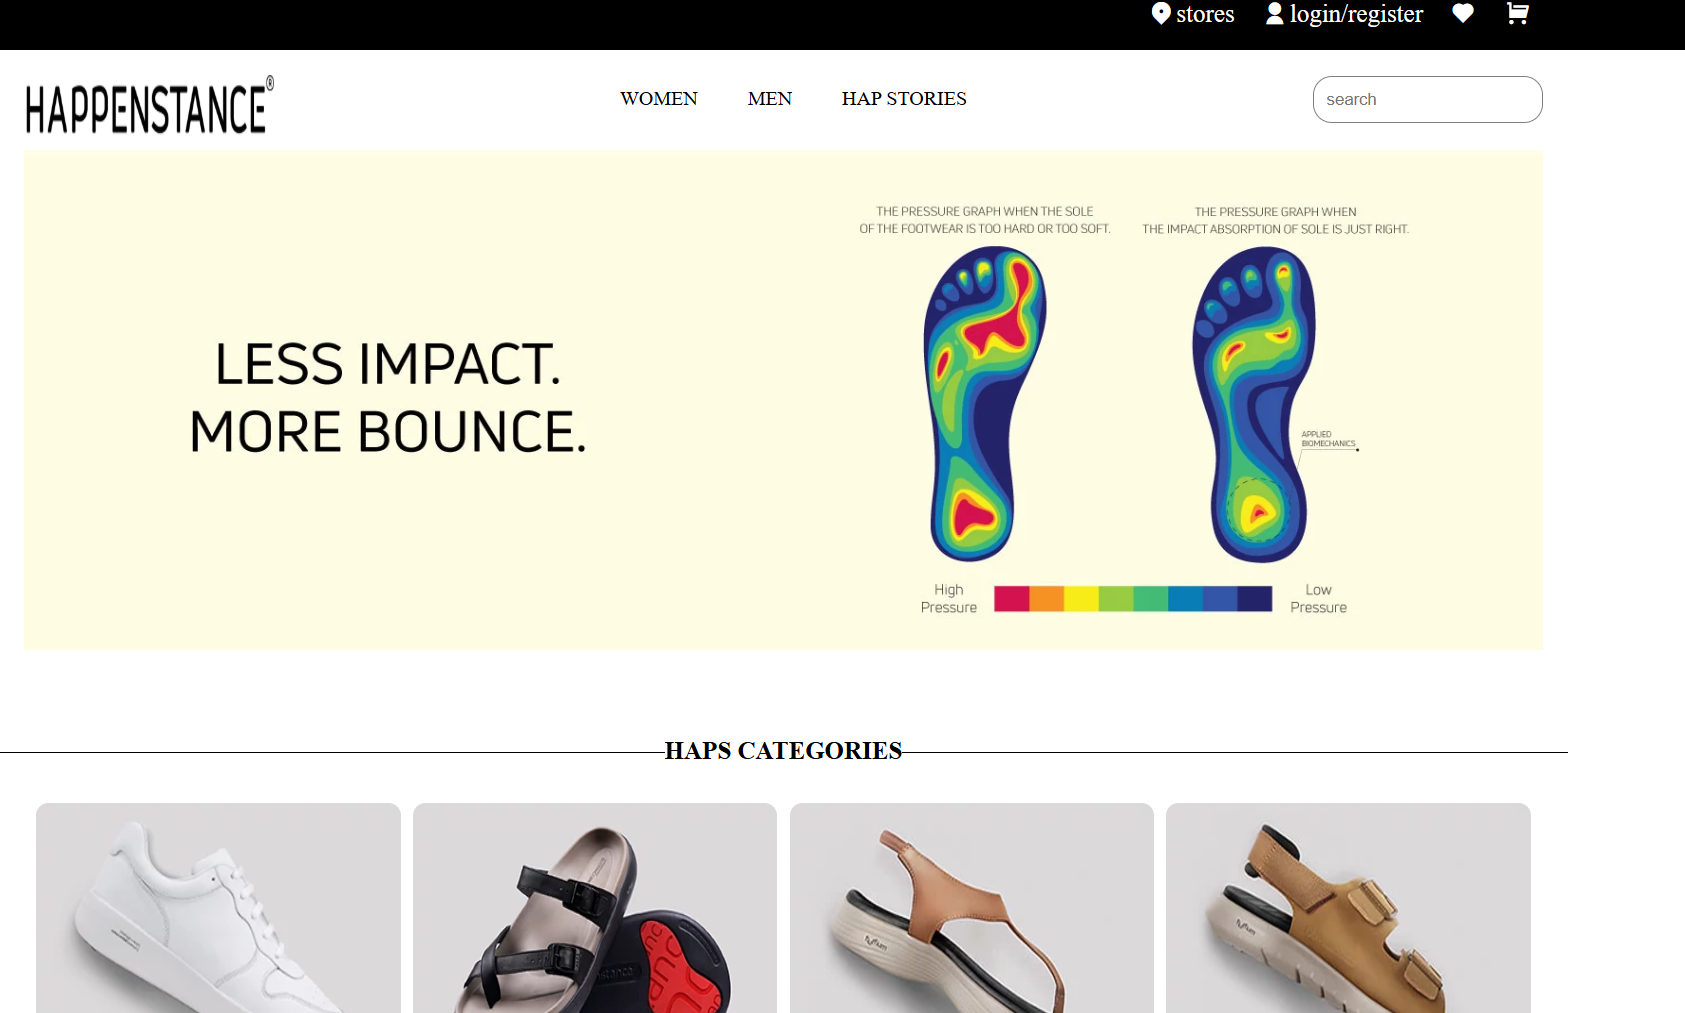 stores login/register
HAPPENSTANCE®
WOMEN MEN HAP STORIES
search
THE PRESSURE GRAPH WHEN THE SOLE
OF THE FOOTWEAR IS TOO HARD OR TOO SOFT.
THE PRESSURE GRAPH WHEN
THE IMPACT ABSORPTION OF SOLE IS JUST RIGHT.
LESS IMPACT.
MORE BOUNCE.
APPLIED
BIOMECHANICS
High
Pressure
Low
Pressure
HAPS CATEGORIES